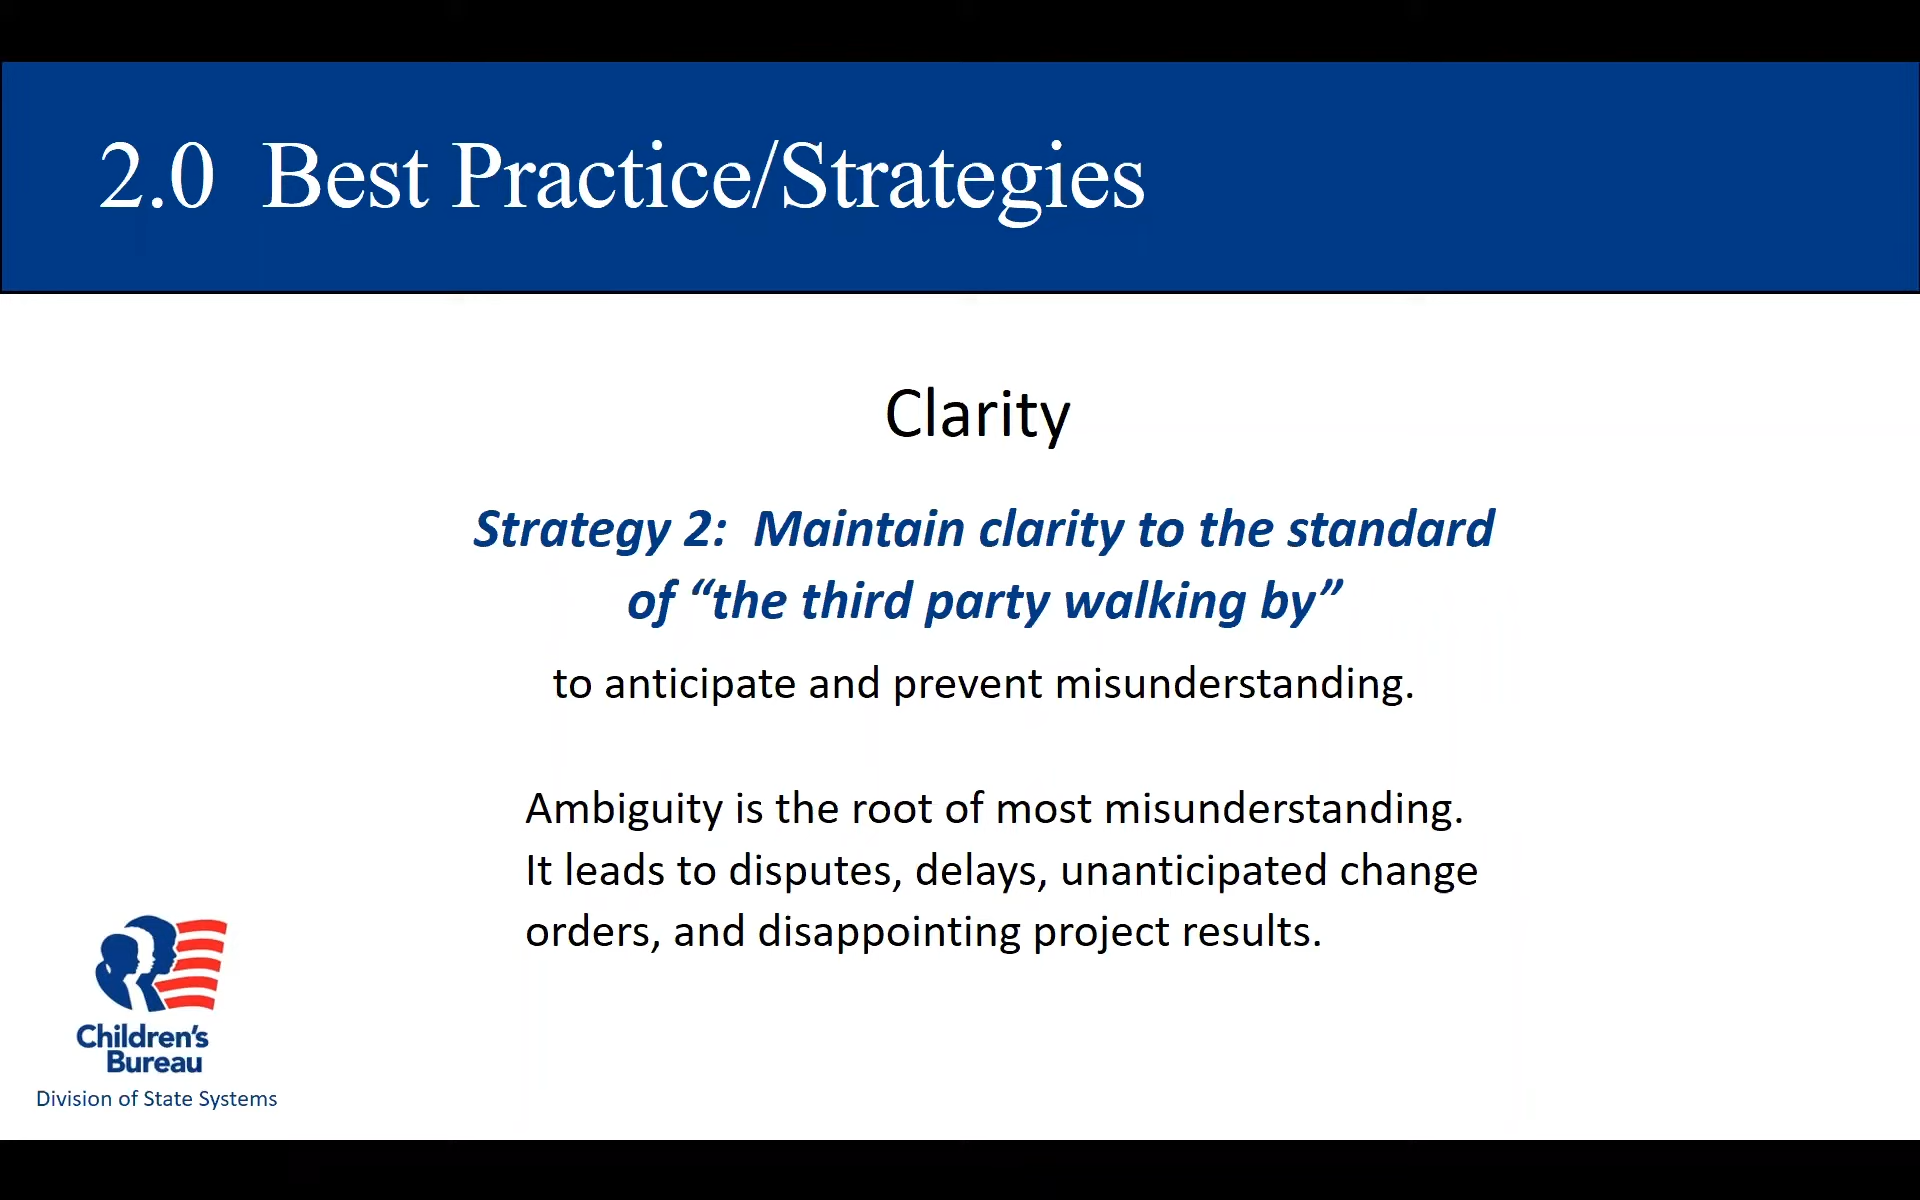 2.0  Best Practice/Strategies
Clarity
Strategy 2:  Maintain clarity to the standard
of “the third party walking by”
to anticipate and prevent misunderstanding.
Ambiguity is the root of most misunderstanding.
It leads to disputes, delays, unanticipated change
orders, and disappointing project results.
Children's
Bureau
Division of State Systems